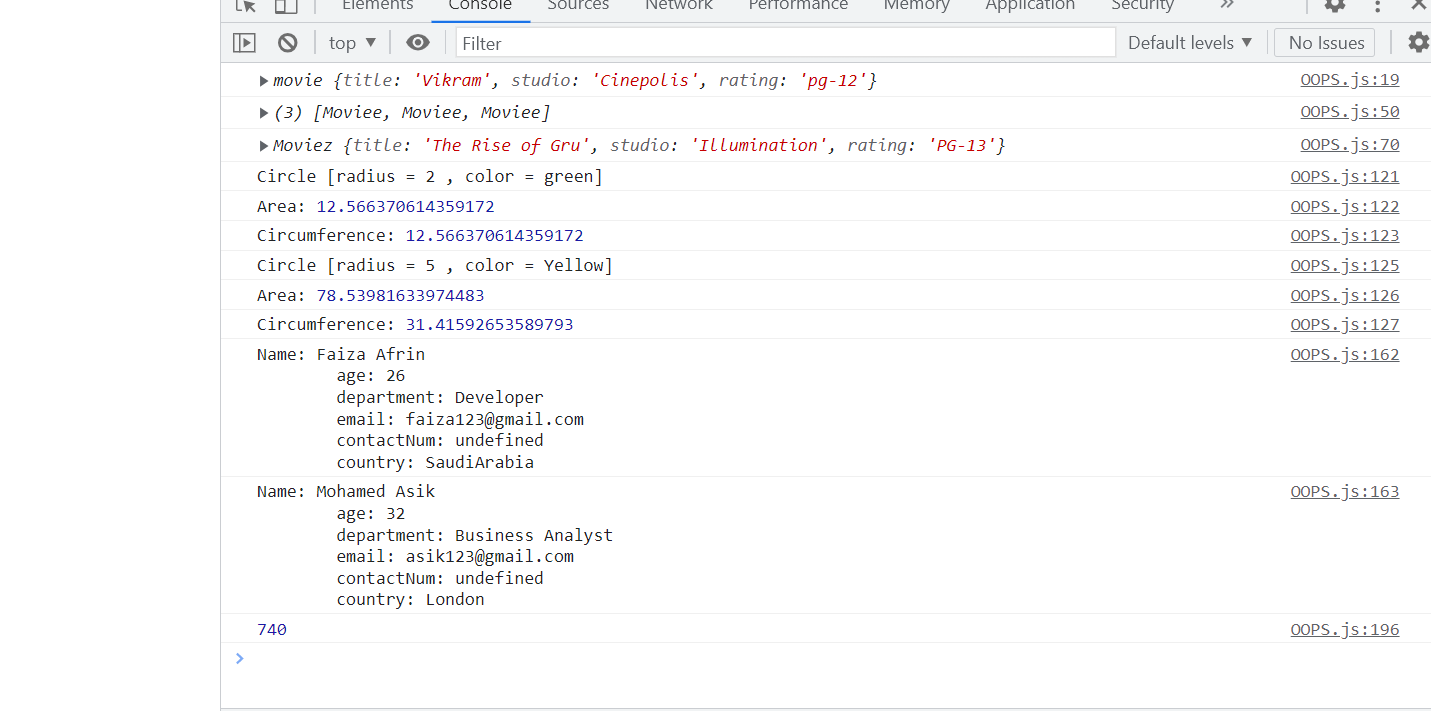 Elements Console Sources Network Performance Memory Application Security »
top ▼ Filter Default levels ▼ No Issues
▶ movie {title: 'Vikram', studio: 'Cinepolis', rating: 'pg-12'} OOPS.js:19
▶ (3) [Moviee, Moviee, Moviee] OOPS.js:50
▶ Moviez {title: 'The Rise of Gru', studio: 'Illumination', rating: 'PG-13'} OOPS.js:70
Circle [radius = 2 , color = green] OOPS.js:121
Area: 12.566370614359172 OOPS.js:122
Circumference: 12.566370614359172 OOPS.js:123
Circle [radius = 5 , color = Yellow] OOPS.js:125
Area: 78.53981633974483 OOPS.js:126
Circumference: 31.41592653589793 OOPS.js:127
Name: Faiza Afrin OOPS.js:162
age: 26
department: Developer
email: faiza123@gmail.com
contactNum: undefined
country: SaudiArabia
Name: Mohamed Asik OOPS.js:163
age: 32
department: Business Analyst
email: asik123@gmail.com
contactNum: undefined
country: London
740 OOPS.js:196
>